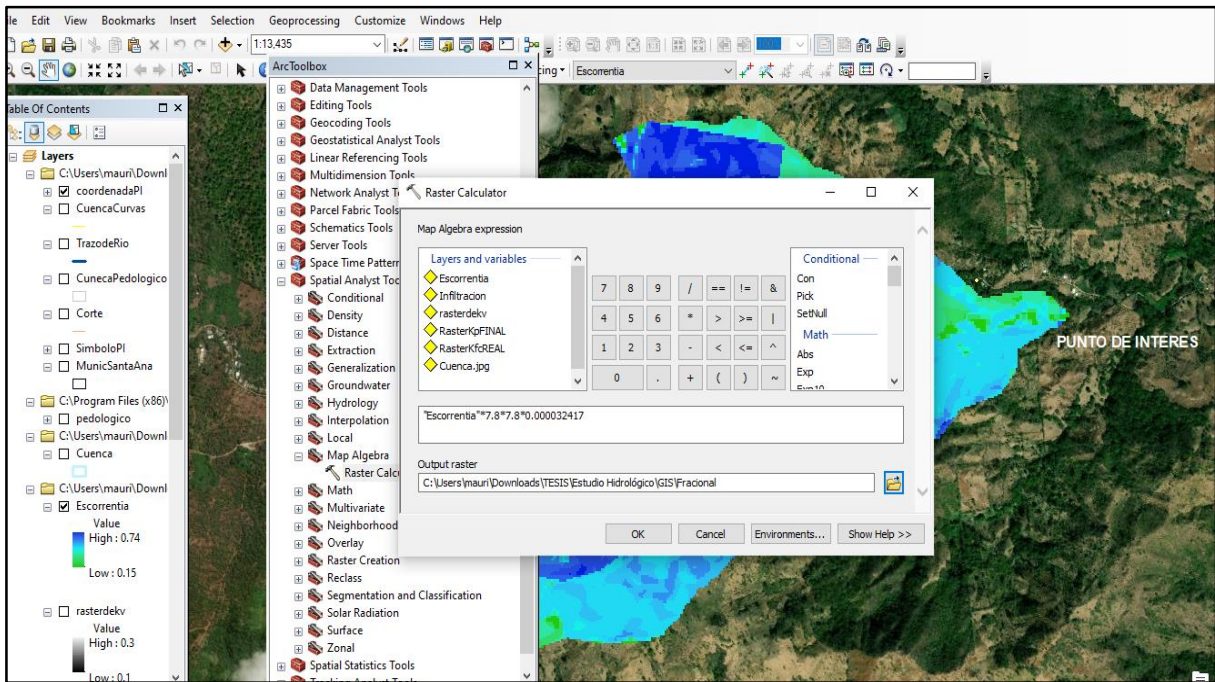 File Edit View Bookmarks Insert Selection Geoprocessing Customize Windows Help
1:13,435
Escorrentia
ArcToolbox
Data Management Tools
Editing Tools
Geocoding Tools
Geostatistical Analyst Tools
Linear Referencing Tools
Multidimension Tools
Network Analyst
Parcel Fabric Tools
Schematics Tools
Server Tools
Space Time Pattern
Spatial Analyst
Conditional
Density
Distance
Extraction
Generalization
Groundwater
Hydrology
Interpolation
Local
Map Algebra
Raster
Math
Multivariate
Neighborhood
Overlay
Raster Creation
Reclass
Segmentation and Classification
Solar Radiation
Surface
Zonal
Spatial Statistics Tools
Table Of Contents
Layers
C:\Users\mauri\Downl
coordenadaPI
CuencaCurvas
TrazodeRio
CunecaPedologico
Corte
SimboloPI
MunicSantaAna
C:\Program Files (x86)\
pedologico
C:\Users\mauri\Downl
Cuenca
C:\Users\mauri\Downl
Escorrentia
Value
High : 0.74
Low : 0.15
rasterdekv
Value
High : 0.3
Low : 0.1
Raster Calculator
Map Algebra expression
Layers and variables
Escorrentia
Infiltracion
rasterdekv
RasterKpFINAL
RasterKfcREAL
Cuenca.jpg
7 8 9 / == != &
4 5 6 * > >= |
1 2 3 - < <= ^
0 . + ( ) ~
Conditional
Con
Pick
SetNull
Math
Abs
Exp
Exp10
"Escorrentia"*7.8*7.8*0.000032417
Output raster
C:\Users\mauri\Downloads\TESIS\Estudio Hidrológico\GIS\Fracional
OK Cancel Environments... Show Help >>
PUNTO DE INTERES